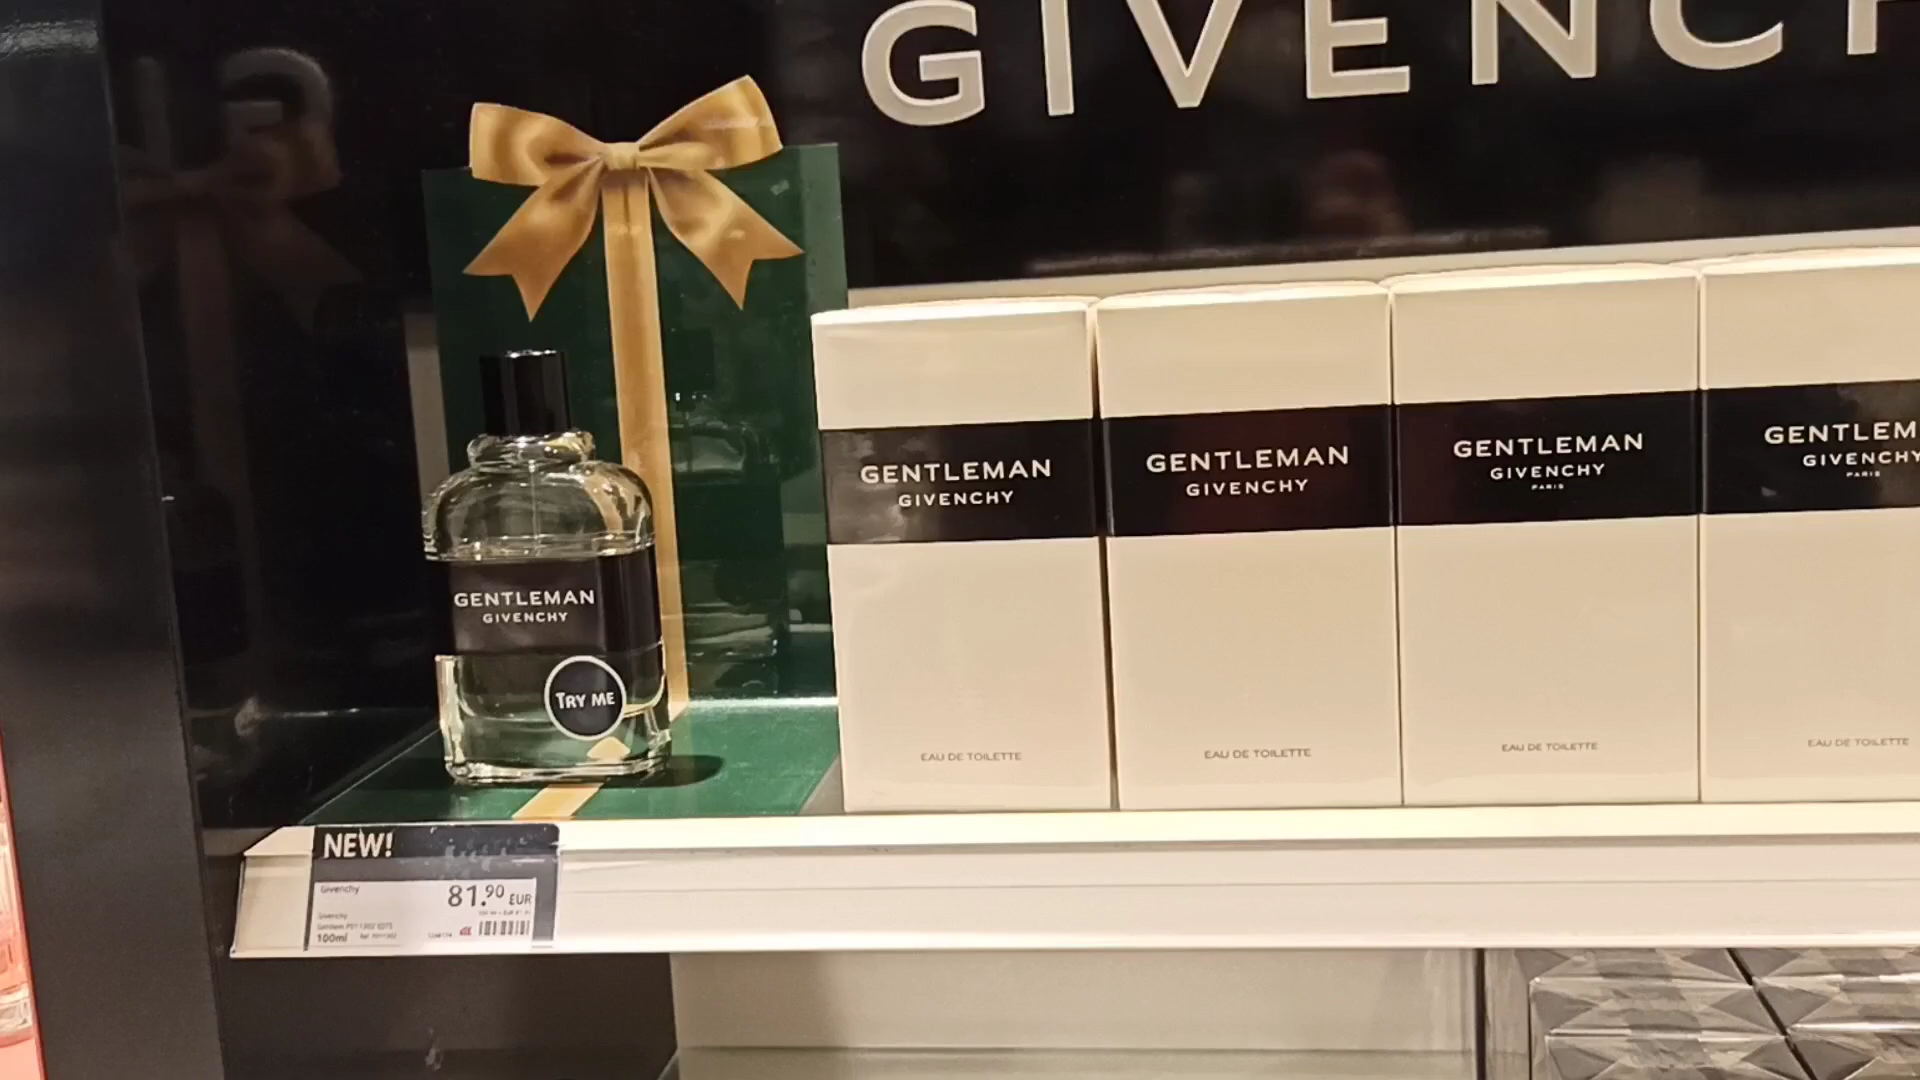 GIVENCH
GENTLEMAN
GIVENCHY
TRY ME
GENTLEMAN
GIVENCHY
EAU DE TOILETTE
GENTLEMAN
GIVENCHY
EAU DE TOILETTE
GENTLEMAN
GIVENCHY
PARIS
EAU DE TOILETTE
GENTLEM
GIVENCHY
PARIS
EAU DE TOILETTE
NEW!
Givenchy
81.90 EUR
Givenchy
100ml